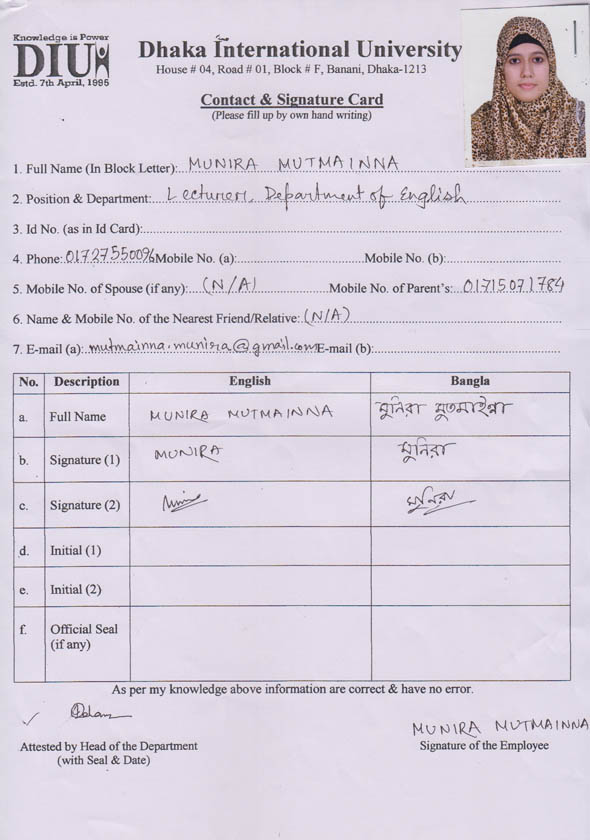 Knowledge is Power
DIU
Estd. 7th April, 1995
Dhaka International University
House # 04, Road # 01, Block # F, Banani, Dhaka-1213
Contact & Signature Card
(Please fill up by own hand writing)
1. Full Name (In Block Letter): MUNIRA MUTMAINNA
2. Position & Department: Lecturer, Department of English
3. Id No. (as in Id Card):
4. Phone: 01727550096 Mobile No. (a): Mobile No. (b):
5. Mobile No. of Spouse (if any): (N/A) Mobile No. of Parent's: 01715071784
6. Name & Mobile No. of the Nearest Friend/Relative: (N/A)
7. E-mail (a): mutmainna.munira@gmail.com E-mail (b):
No. Description English Bangla
a. Full Name MUNIRA MUTMAINNA মুনিরা মুতমাইন্না
b. Signature (1) MUNIRA মুনিরা
c. Signature (2) মুনিরা
d. Initial (1)
e. Initial (2)
f. Official Seal
(if any)
As per my knowledge above information are correct & have no error.
MUNIRA MUTMAINNA
Attested by Head of the Department Signature of the Employee
(with Seal & Date)